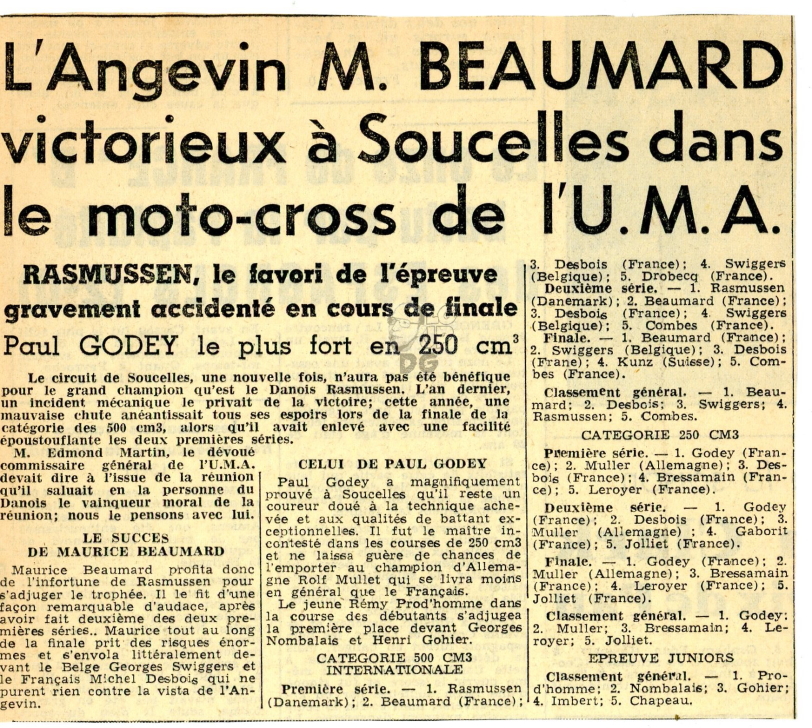 L'Angevin M. BEAUMARD
victorieux à Soucelles dans
le moto-cross de l'U.M.A.
RASMUSSEN, le favori de l'épreuve
gravement accidenté en cours de finale
Paul GODEY le plus fort en 250 cm³
Le circuit de Soucelles, une nouvelle fois, n'aura pas été bénéfique
pour le grand champion qu'est le Danois Rasmussen. L'an dernier,
un incident mécanique le privait de la victoire; cette année, une
mauvaise chute anéantissait tous ses espoirs lors de la finale de la
catégorie des 500 cm3, alors qu'il avait enlevé avec une facilité
époustouflante les deux premières séries.
M. Edmond Martin, le dévoué
commissaire général de l'U.M.A.
devait dire à l'issue de la réunion
qu'il saluait en la personne du
Danois le vainqueur moral de la
réunion; nous le pensons avec lui.
LE SUCCES
DE MAURICE BEAUMARD
Maurice Beaumard profita donc
de l'infortune de Rasmussen pour
s'adjuger le trophée. Il le fit d'une
façon remarquable d'audace, après
avoir fait deuxième des deux pre-
mières séries.. Maurice tout au long
de la finale prit des risques énor-
mes et s'envola littéralement de-
vant le Belge Georges Swiggers et
le Français Michel Desbois qui ne
purent rien contre la vista de l'An-
gevin.
CELUI DE PAUL GODEY
Paul Godey a magnifiquement
prouvé à Soucelles qu'il reste un
coureur doué à la technique ache-
vée et aux qualités de battant ex-
ceptionnelles. Il fut le maître in-
contesté dans les courses de 250 cm3
et ne laissa guère de chances de
l'emporter au champion d'Allema-
gne Rolf Mullet qui se livra moins
en général que le Français.
Le jeune Rémy Prod'homme dans
la course des débutants s'adjugea
la première place devant Georges
Nombalais et Henri Gohier.
CATEGORIE 500 CM3
INTERNATIONALE
Première série. — 1. Rasmussen
(Danemark); 2. Beaumard (France);
3. Desbois (France); 4. Swiggers
(Belgique); 5. Drobecq (France).
Deuxième série. — 1. Rasmussen
(Danemark); 2. Beaumard (France);
3. Desbois (France); 4. Swiggers
(Belgique); 5. Combes (France).
Finale. — 1. Beaumard (France);
2. Swiggers (Belgique); 3. Desbois
(Frane); 4. Kunz (Suisse); 5. Com-
bes (France).
Classement général. — 1. Beau-
mard; 2. Desbois; 3. Swiggers; 4.
Rasmussen; 5. Combes.
CATEGORIE 250 CM3
Première série. — 1. Godey (Fran-
ce); 2. Muller (Allemagne); 3. Des-
bois (France); 4. Bressamain (Fran-
ce); 5. Leroyer (France).
Deuxième série. — 1. Godey
(France); 2. Desbois (France); 3.
Muller (Allemagne) ; 4. Gaborit
(France); 5. Jolliet (France).
Finale. — 1. Godey (France); 2.
Muller (Allemagne); 3. Bressamain
(France); 4. Leroyer (France); 5.
Jolliet (France).
Classement général. — 1. Godey;
2. Muller; 3. Bressamain; 4. Le-
royer; 5. Jolliet.
EPREUVE JUNIORS
Classement général. — 1. Pro-
d'homme; 2. Nombalais; 3. Gohier;
4. Imbert; 5. Chapeau.